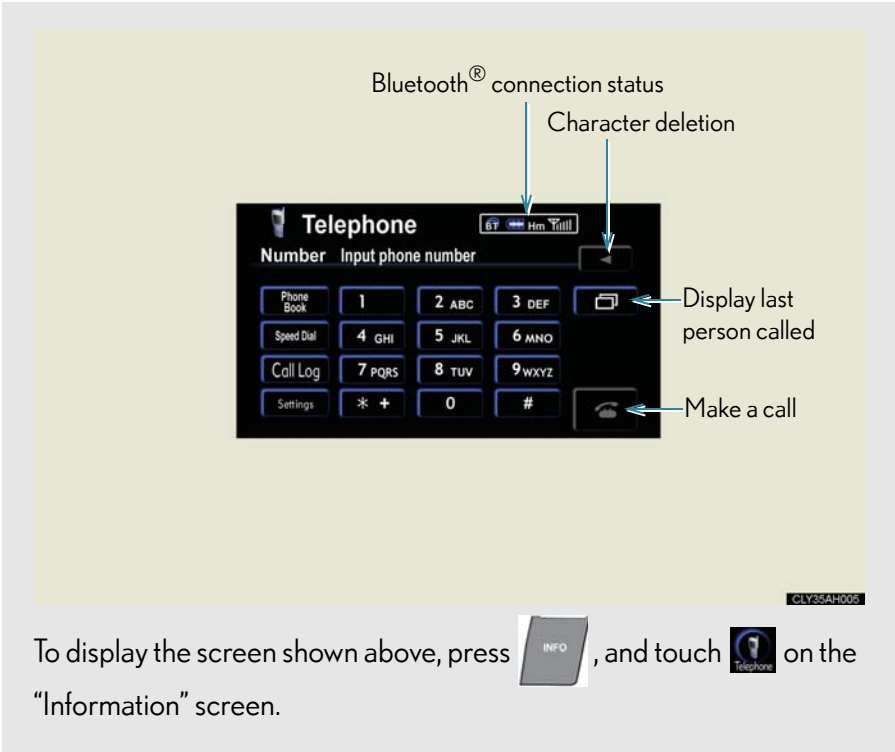 Bluetooth® connection status
Character deletion
Telephone
BT Hm
Number Input phone number
Phone Book 1 2 ABC 3 DEF
Display last person called
Speed Dial 4 GHI 5 JKL 6 MNO
Call Log 7 PQRS 8 TUV 9 WXYZ
Settings * + 0 #
Make a call
CLY35AH005
To display the screen shown above, press INFO , and touch Telephone on the
“Information” screen.